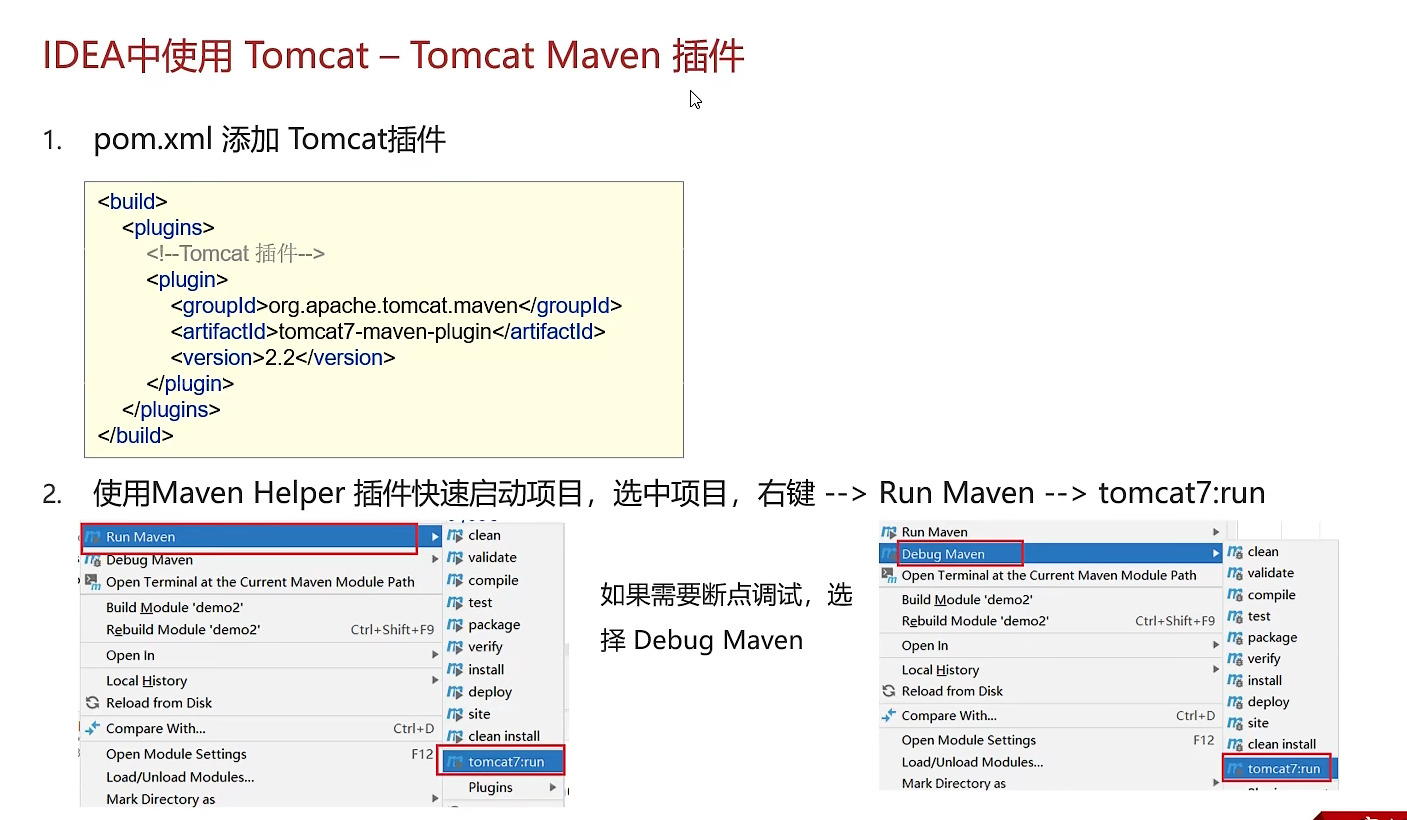 IDEA中使用 Tomcat – Tomcat Maven 插件
1. pom.xml 添加 Tomcat插件
<build>
<plugins>
<!--Tomcat 插件-->
<plugin>
<groupId>org.apache.tomcat.maven</groupId>
<artifactId>tomcat7-maven-plugin</artifactId>
<version>2.2</version>
</plugin>
</plugins>
</build>
2. 使用Maven Helper 插件快速启动项目，选中项目，右键 --> Run Maven --> tomcat7:run
Run Maven
Debug Maven
Open Terminal at the Current Maven Module Path
Build Module 'demo2'
Rebuild Module 'demo2' Ctrl+Shift+F9
Open In
Local History
Reload from Disk
Compare With... Ctrl+D
Open Module Settings F12
Load/Unload Modules...
Mark Directory as
clean
validate
compile
test
package
verify
install
deploy
site
clean install
tomcat7:run
Plugins
如果需要断点调试，选
择 Debug Maven
Run Maven
Debug Maven
Open Terminal at the Current Maven Module Path
Build Module 'demo2'
Rebuild Module 'demo2' Ctrl+Shift+F9
Open In
Local History
Reload from Disk
Compare With... Ctrl+D
Open Module Settings F12
Load/Unload Modules...
Mark Directory as
clean
validate
compile
test
package
verify
install
deploy
site
clean install
tomcat7:run